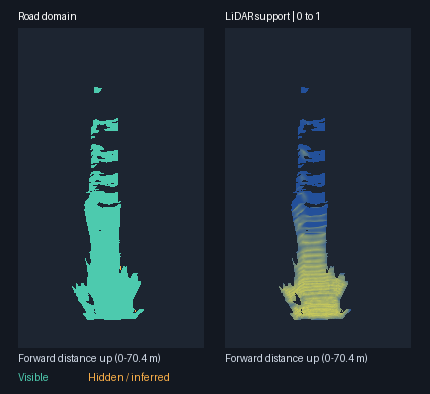 Road domain
LiDAR support | 0 to 1
Forward distance up (0-70.4 m)
Forward distance up (0-70.4 m)
Visible
Hidden / inferred